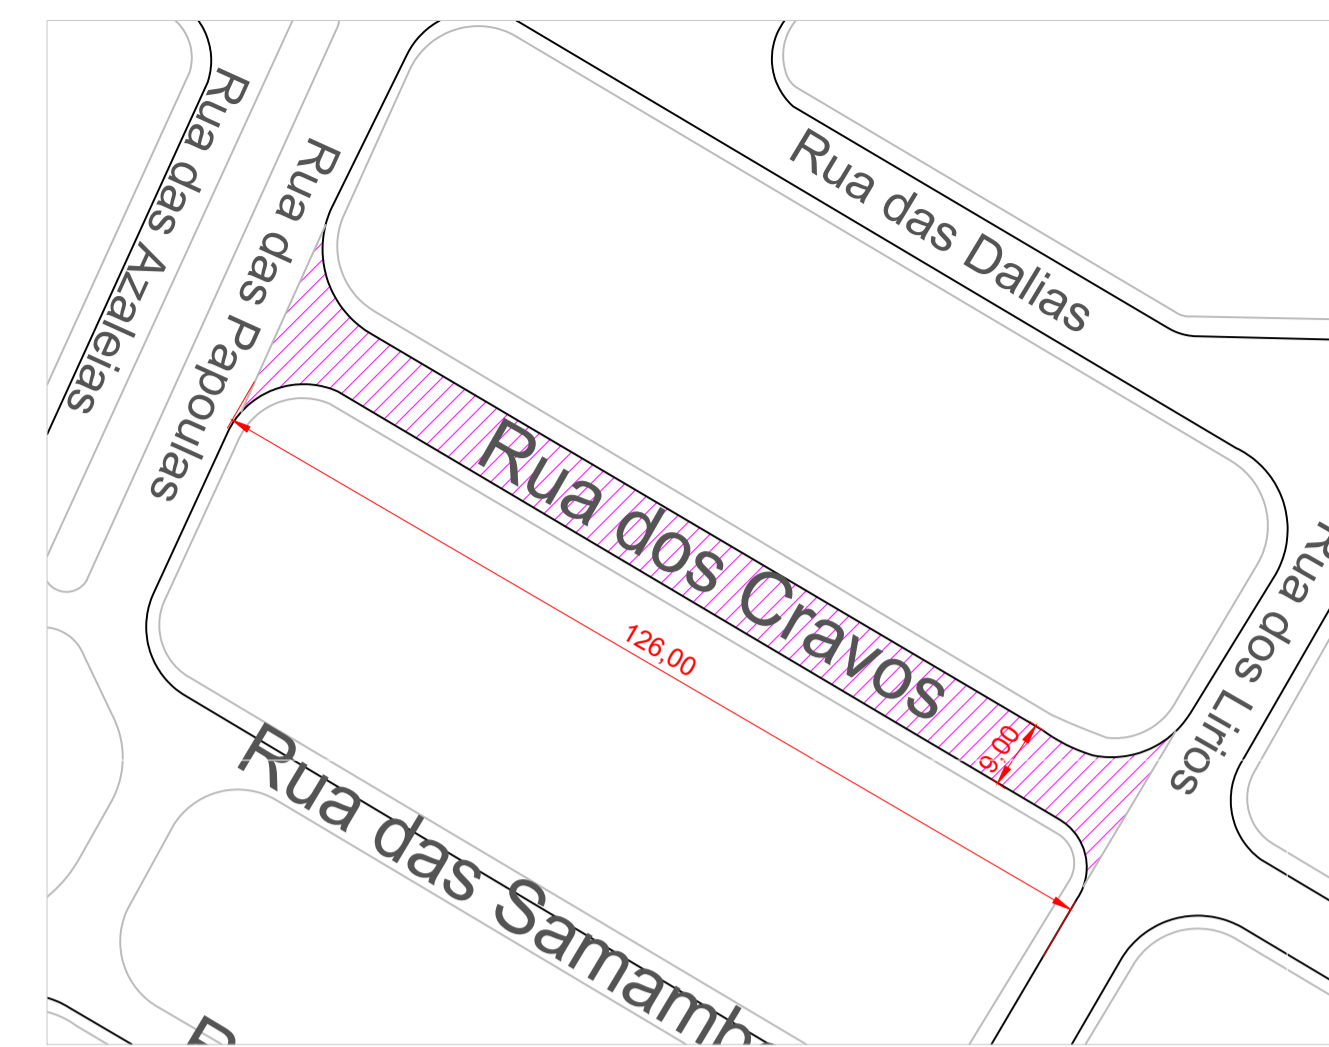 Rua das Azaleias
Rua das Papoulas
Rua das Dalias
Rua dos Cravos
126,00
9,00
Rua dos Lirios
Rua das Samamb